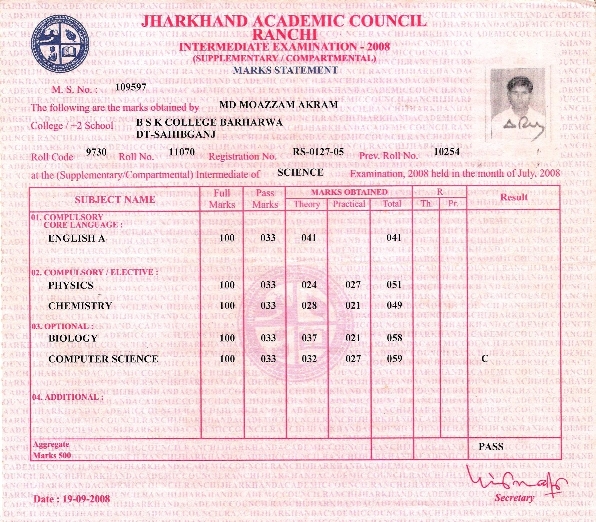 JHARKHAND ACADEMIC COUNCIL
RANCHI
INTERMEDIATE EXAMINATION - 2008
(SUPPLEMENTARY / COMPARTMENTAL)
MARKS STATEMENT
M. S. No. : 109597
The following are the marks obtained by MD MOAZZAM AKRAM
College / +2 School B S K COLLEGE BARHARWA
DT-SAHIBGANJ
Roll Code 9730 Roll No. 11070 Registration No. RS-0127-05 Prev. Roll No. 10254
at the (Supplementary/Compartmental) Intermediate of SCIENCE Examination, 2008 held in the month of July, 2008
SUBJECT NAME Full Marks Pass Marks MARKS OBTAINED R Result
Theory Practical Total Th Pr.
01. COMPULSORY
CORE LANGUAGE :
ENGLISH A 100 033 041 041
02. COMPULSORY / ELECTIVE :
PHYSICS 100 033 024 027 051
CHEMISTRY 100 033 028 021 049
03. OPTIONAL :
BIOLOGY 100 033 037 021 058
COMPUTER SCIENCE 100 033 032 027 059 C
04. ADDITIONAL :
Aggregate PASS
Marks 500
Date : 19-09-2008
Secretary